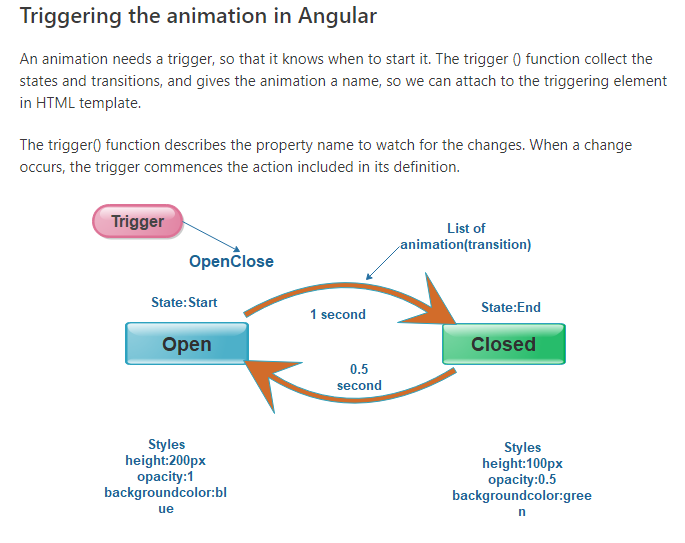 Triggering the animation in Angular
An animation needs a trigger, so that it knows when to start it. The trigger () function collect the
states and transitions, and gives the animation a name, so we can attach to the triggering element
in HTML template.
The trigger() function describes the property name to watch for the changes. When a change
occurs, the trigger commences the action included in its definition.
Trigger
OpenClose
List of
animation(transition)
State:Start
1 second
State:End
Open
Closed
0.5
second
Styles
height:200px
opacity:1
backgroundcolor:bl
ue
Styles
height:100px
opacity:0.5
backgroundcolor:gree
n